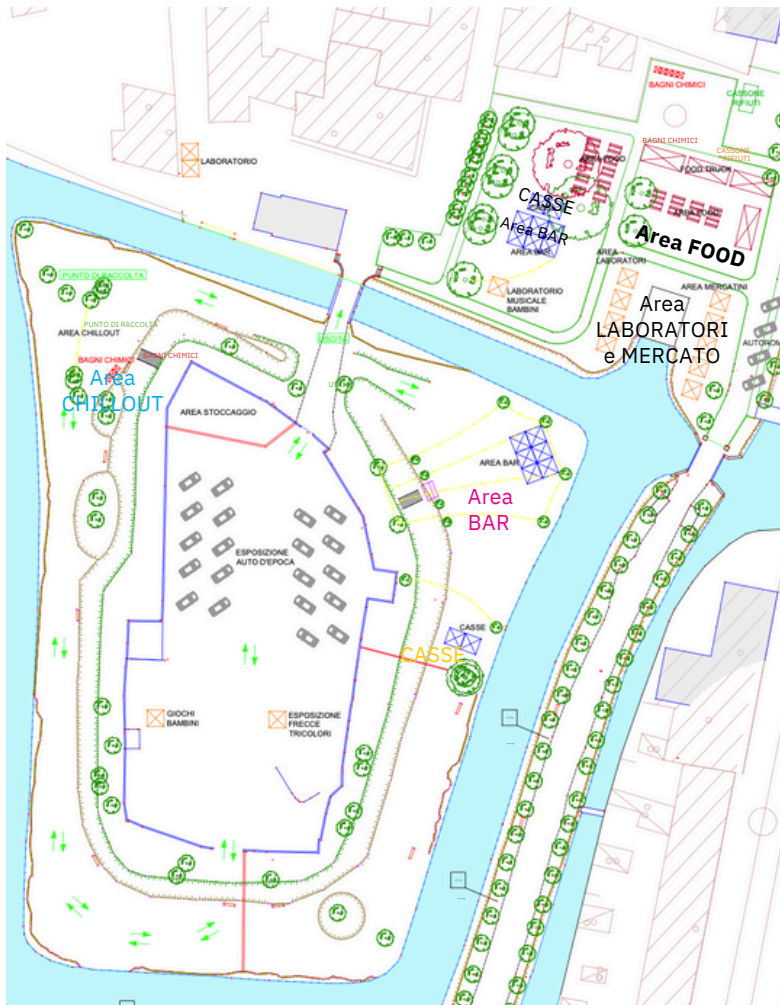 BAGNI CHIMICI
CASSONE
RIFIUTI
BAGNI CHIMICI
CASSONE
RIFIUTI
LABORATORIO
AREA FOOD
FOOD TRUCK
CASSE
AREA FOOD
Area BAR
Area FOOD
AREA BAR
AREA
LABORATORI
PUNTO DI RACCOLTA
LABORATORIO
MUSICALE
BAMBINI
AREA MERCATINI
Area
LABORATORI
e MERCATO
PUNTO DI RACCOLTA
AREA CHILLOUT
USCITA
BAGNI CHIMICI
BAGNI CHIMICI
Area
CHILLOUT
AREA STOCCAGGIO
AREA BAR
Area
BAR
ESPOSIZIONE
AUTO D'EPOCA
CASSE
CASSE
GIOCHI
BAMBINI
ESPOSIZIONE
FRECCE
TRICOLORI